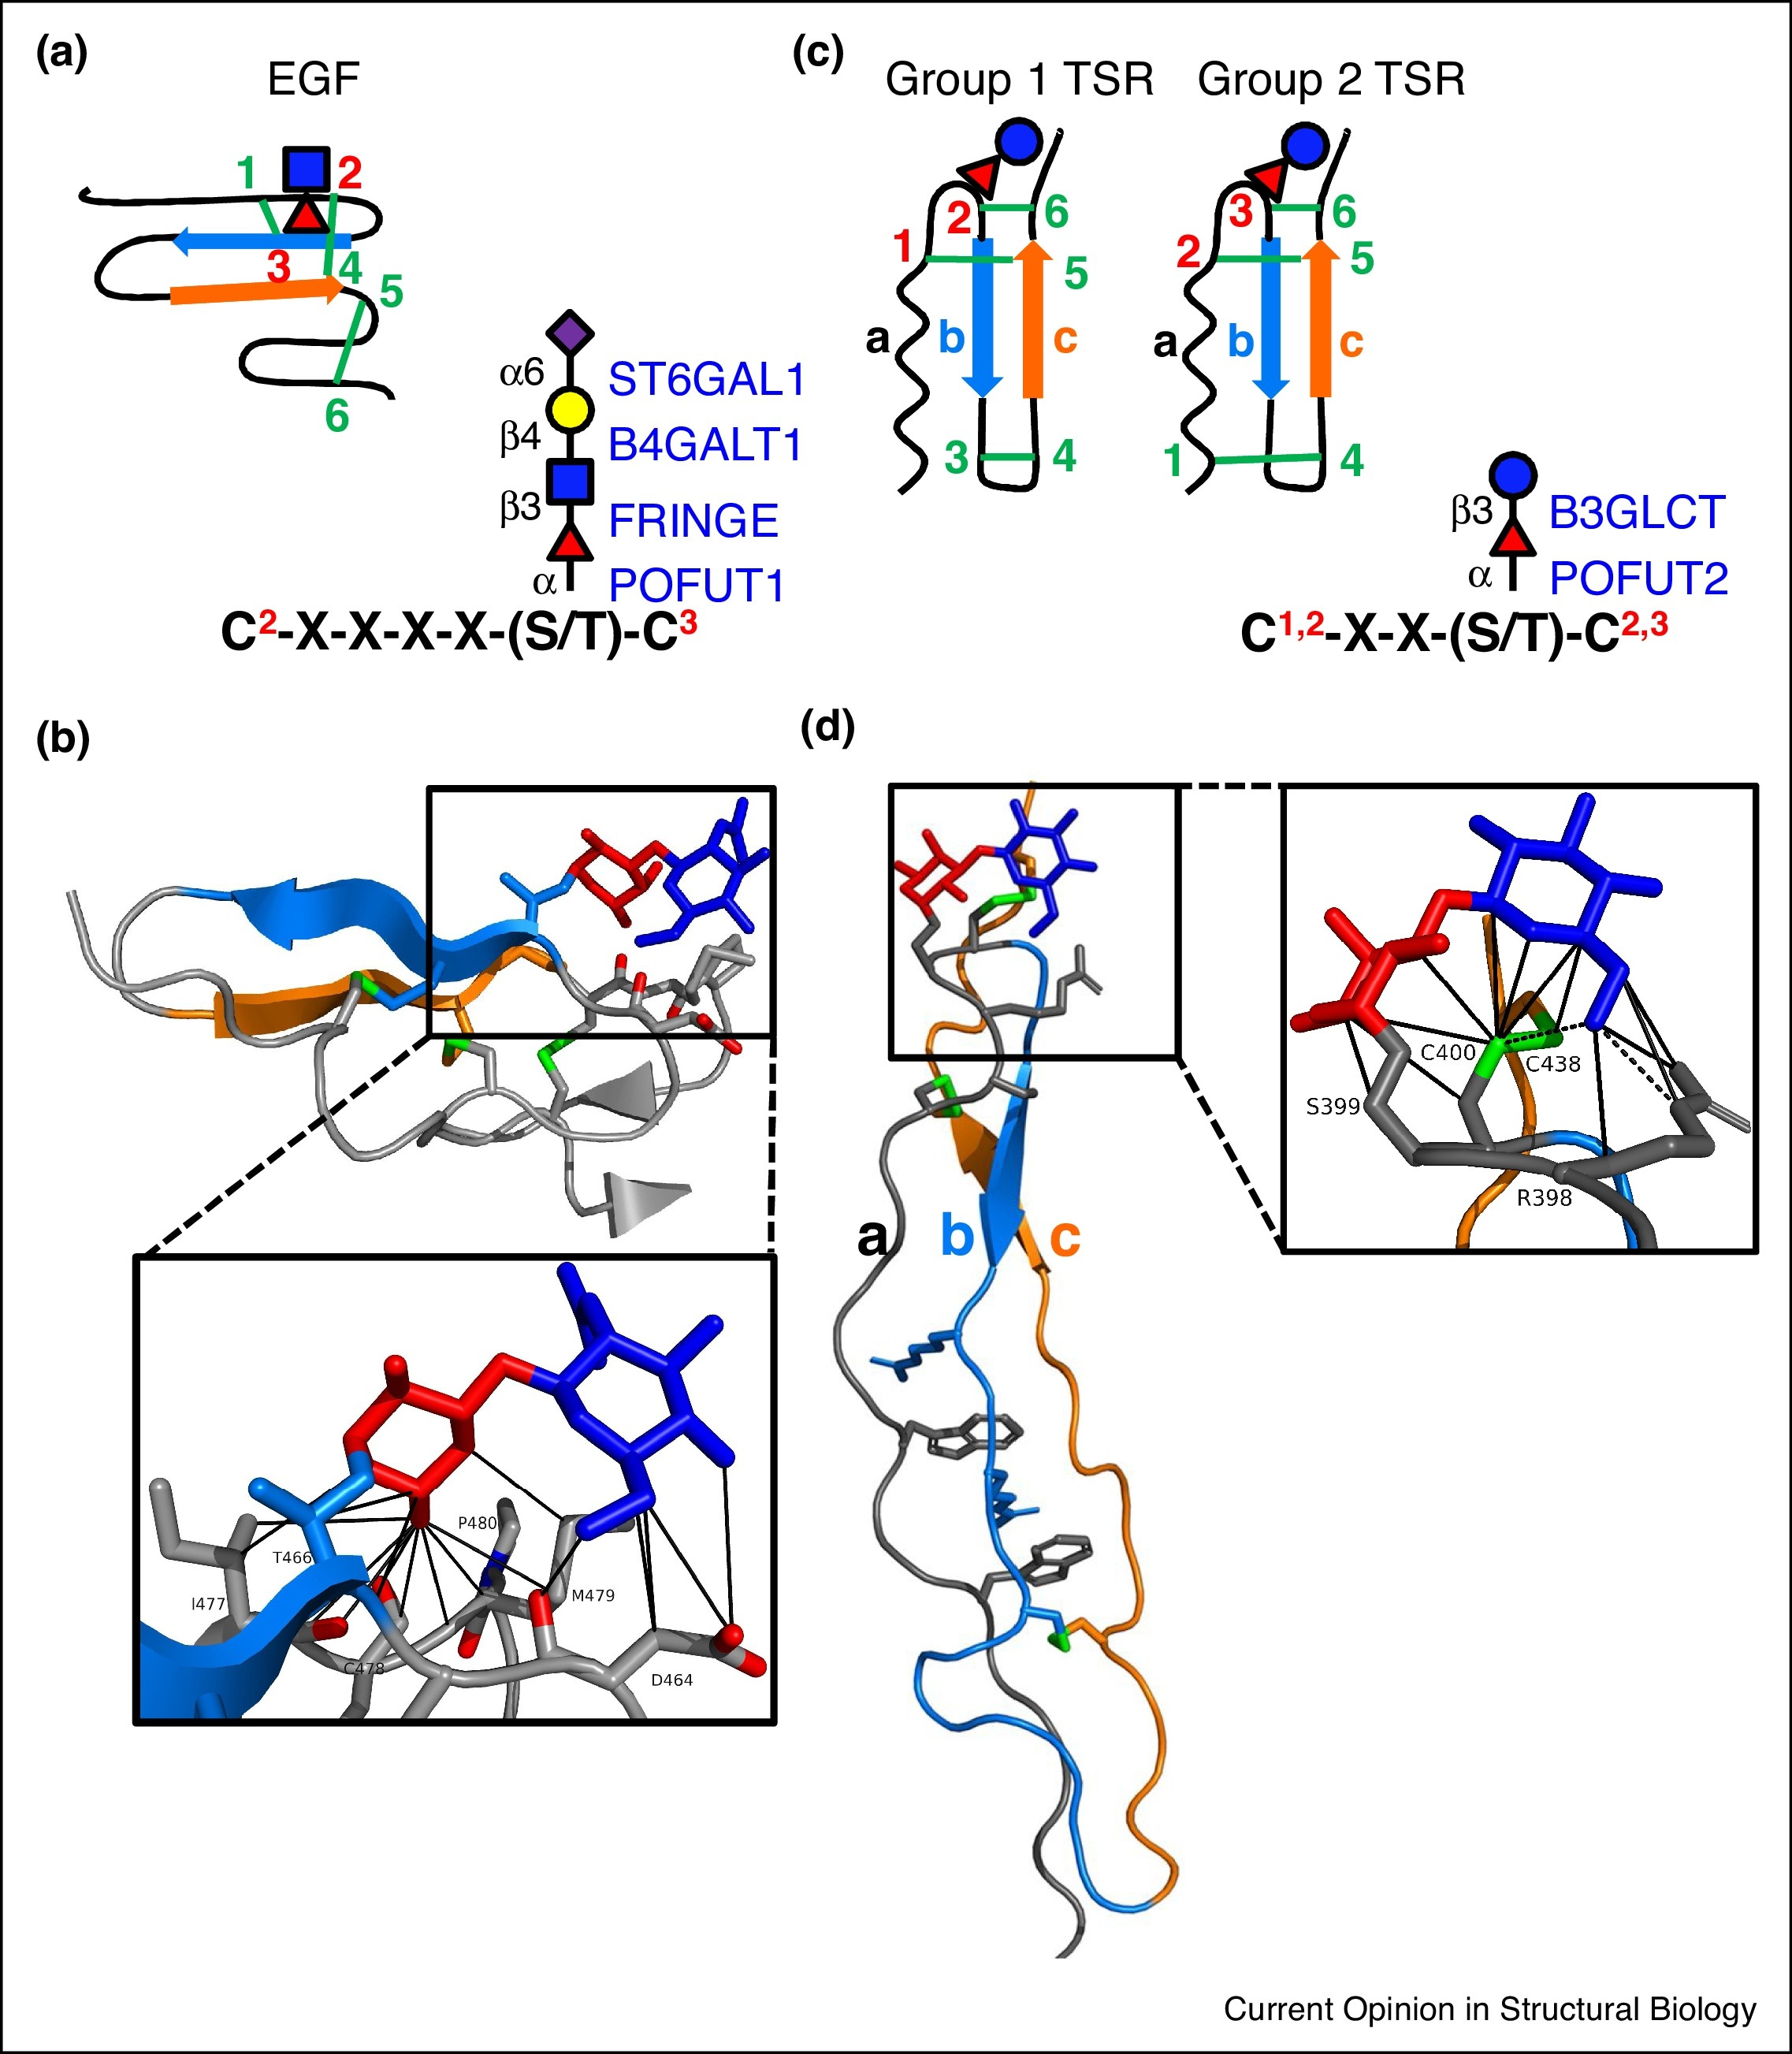 (a)
EGF
1
2
3
4
5
6
α6
ST6GAL1
β4
B4GALT1
β3
FRINGE
α
POFUT1
C2-X-X-X-X-(S/T)-C3
(c)
Group 1 TSR
Group 2 TSR
1
2
6
5
a
b
c
3
4
3
6
2
5
a
b
c
1
4
β3
B3GLCT
α
POFUT2
C1,2-X-X-(S/T)-C2,3
(b)
P480
T466
I477
M479
C478
D464
(d)
a
b
c
C400
C438
S399
R398
Current Opinion in Structural Biology